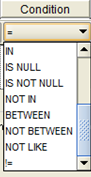 Condition
=
IN
IS NULL
IS NOT NULL
NOT IN
BETWEEN
NOT BETWEEN
NOT LIKE
!=